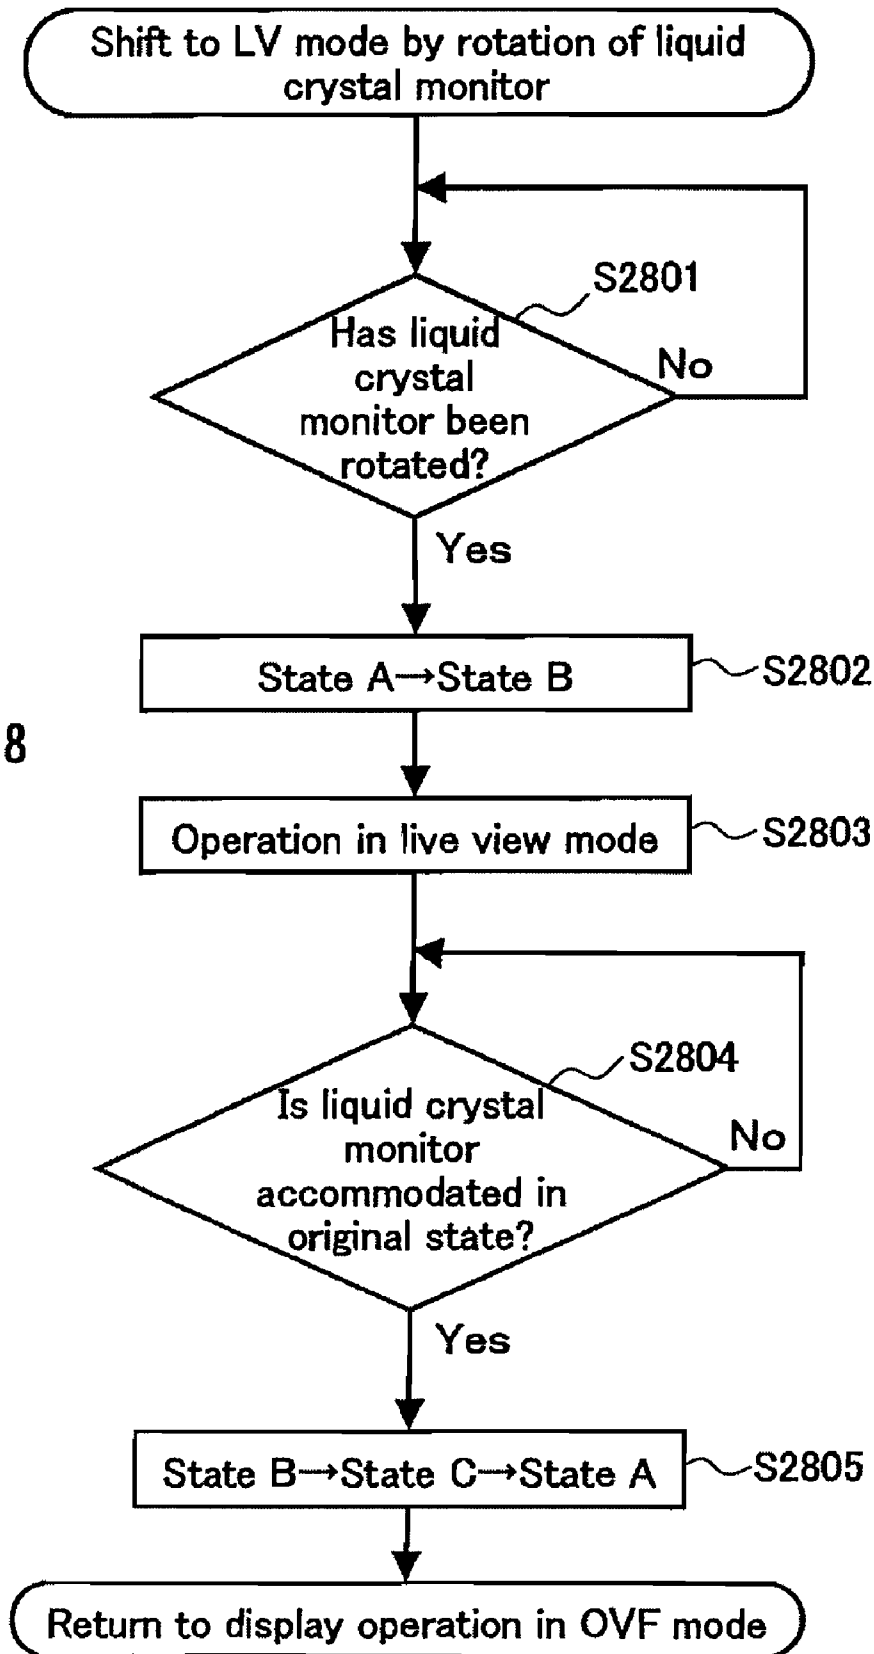 Shift to LV mode by rotation of liquid
crystal monitor
S2801
Has liquid
crystal
monitor been
rotated?
No
Yes
State A→State B
S2802
8
Operation in live view mode
S2803
S2804
Is liquid crystal
monitor
accommodated in
original state?
No
Yes
State B→State C→State A
S2805
Return to display operation in OVF mode